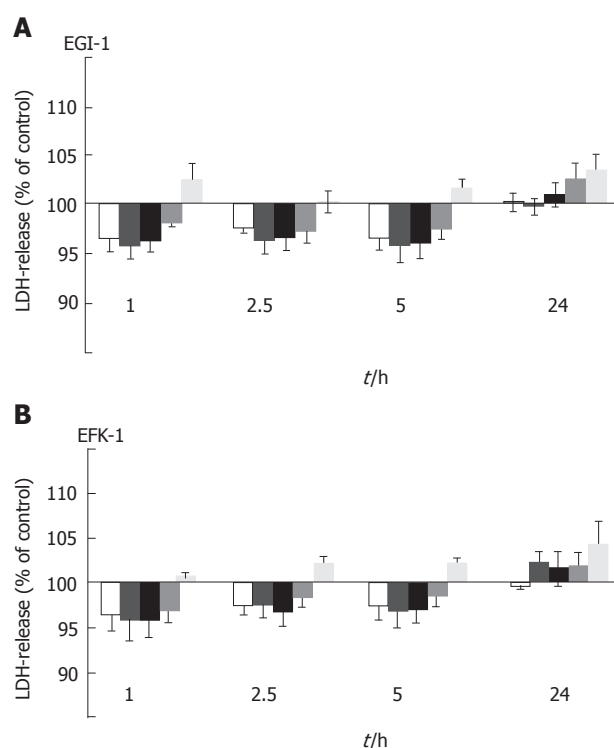 A
EGI-1
LDH-release (% of control)
110
105
100
95
90
1 2.5 5 24
t/h
B
EFK-1
LDH-release (% of control)
110
105
100
95
90
1 2.5 5 24
t/h